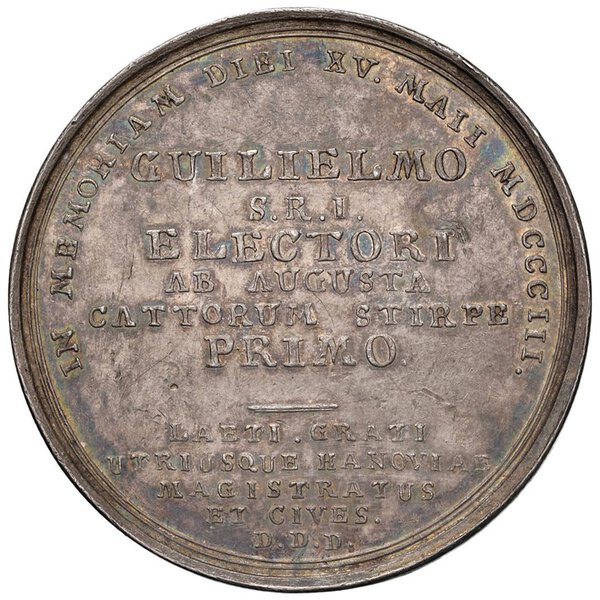 IN MEMORIAM DIEI XV. MAII MDCCCIII.
GUILIELMO
S.R.I.
ELECTORI
AB AUGUSTA
CATTORUM STIRPE
PRIMO.
LAETI. GRATI
UTRIUSQUE HANOVIAE
MAGISTRATUS
ET CIVES.
D.D.D.